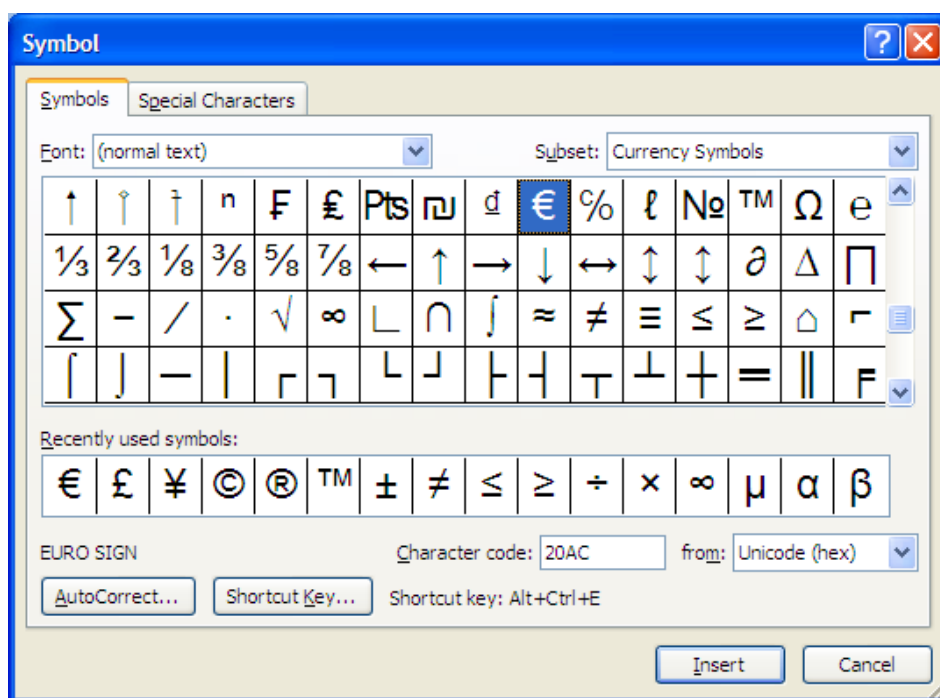 Symbol
Symbols Special Characters
Font: (normal text) Subset: Currency Symbols
↑ ⇑ † ⁿ ₣ ₤ Pts ₪ ₫ € ℅ ℓ № ™ Ω ℮
⅓ ⅔ ⅛ ⅜ ⅝ ⅞ ← ↑ → ↓ ↔ ↕ ↨ ∂ ∆ ∏
∑ − ∕ ∙ √ ∞ ∟ ∩ ∫ ≈ ≠ ≡ ≤ ≥ ⌂ ⌐
⌠ ⌡ ─ │ ┌ ┐ └ ┘ ├ ┤ ┬ ┴ ┼ ═ ║ ╒
Recently used symbols:
€ £ ¥ © ® ™ ± ≠ ≤ ≥ ÷ × ∞ µ α β
EURO SIGN Character code: 20AC from: Unicode (hex)
AutoCorrect... Shortcut Key... Shortcut key: Alt+Ctrl+E
Insert Cancel